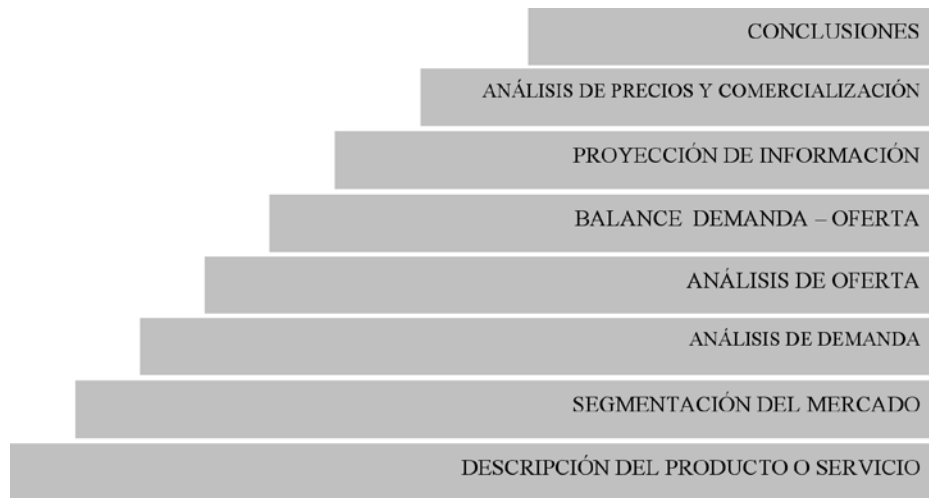 CONCLUSIONES
ANÁLISIS DE PRECIOS Y COMERCIALIZACIÓN
PROYECCIÓN DE INFORMACIÓN
BALANCE DEMANDA – OFERTA
ANÁLISIS DE OFERTA
ANÁLISIS DE DEMANDA
SEGMENTACIÓN DEL MERCADO
DESCRIPCIÓN DEL PRODUCTO O SERVICIO